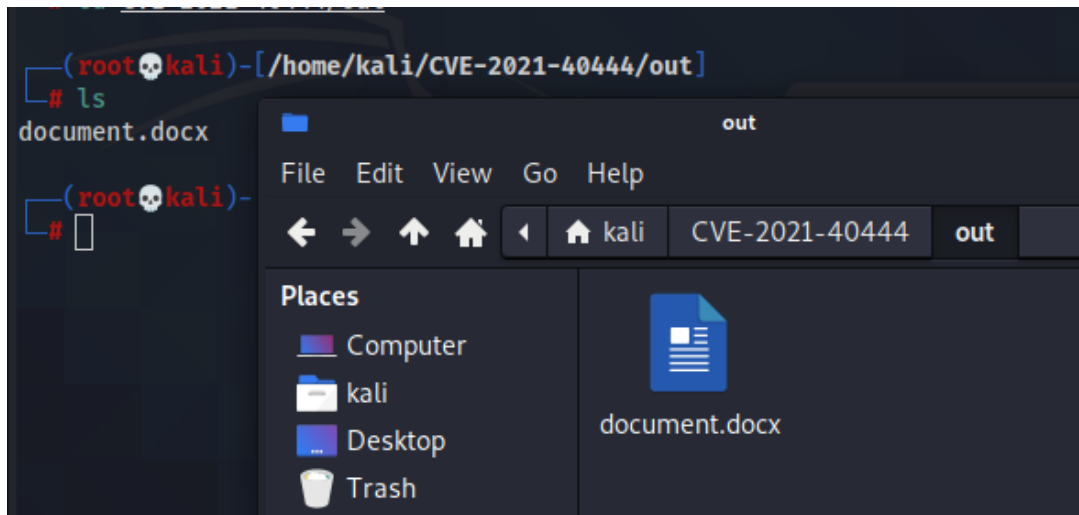 (root💀kali)-[/home/kali/CVE-2021-40444/out]
# ls
document.docx
(root💀kali)-
#
out
File Edit View Go Help
kali CVE-2021-40444 out
Places
Computer
kali
Desktop
Trash
document.docx